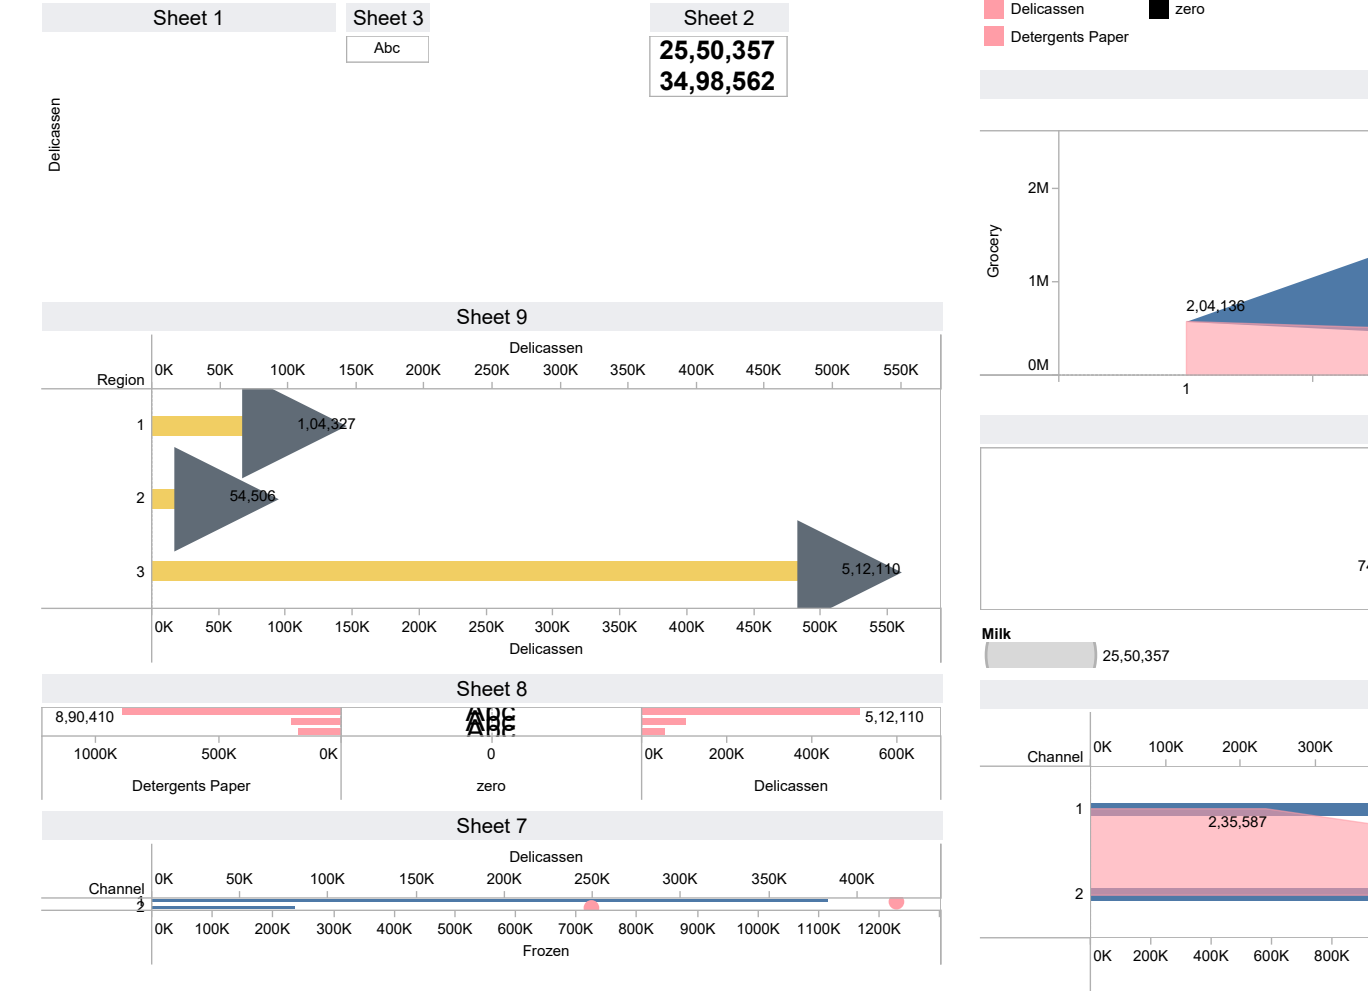 Sheet 1
Sheet 3
Sheet 2
Abc
25,50,357
34,98,562
Delicassen
Delicassen
zero
Detergents Paper
Grocery
2M
1M
0M
2,04,136
1
Sheet 9
Delicassen
Region
0K 50K 100K 150K 200K 250K 300K 350K 400K 450K 500K 550K
1
1,04,327
2
54,506
3
5,12,110
0K 50K 100K 150K 200K 250K 300K 350K 400K 450K 500K 550K
Delicassen
74
Milk
25,50,357
Sheet 8
8,90,410
Abc
Abc
5,12,110
1000K 500K 0K
0
0K 200K 400K 600K
Detergents Paper
zero
Delicassen
Sheet 7
Delicassen
Channel
0K 50K 100K 150K 200K 250K 300K 350K 400K
1
2
0K 100K 200K 300K 400K 500K 600K 700K 800K 900K 1000K 1100K 1200K
Frozen
Channel
0K 100K 200K 300K
1
2,35,587
2
0K 200K 400K 600K 800K